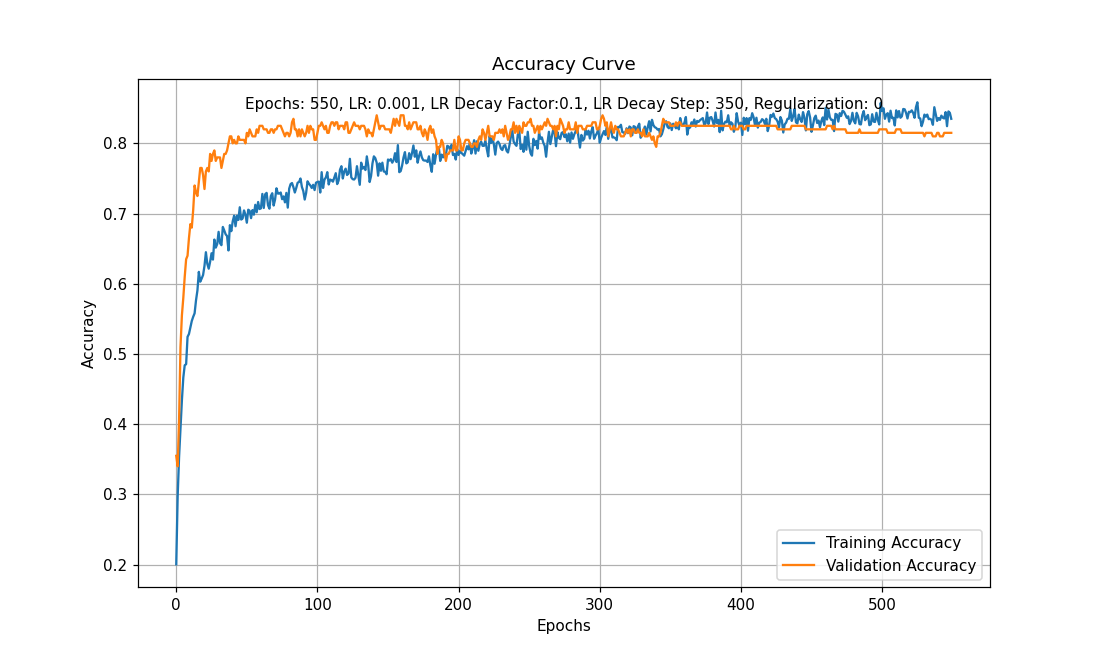 Accuracy Curve
Epochs: 550, LR: 0.001, LR Decay Factor:0.1, LR Decay Step: 350, Regularization: 0
Accuracy
0.8
0.7
0.6
0.5
0.4
0.3
0.2
0 100 200 300 400 500
Epochs
Training Accuracy
Validation Accuracy